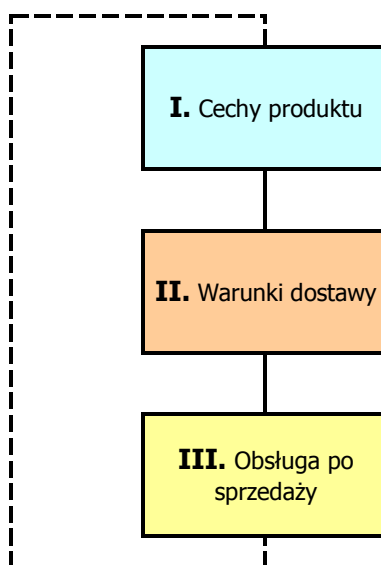 I. Cechy produktu
II. Warunki dostawy
III. Obsługa po
sprzedaży